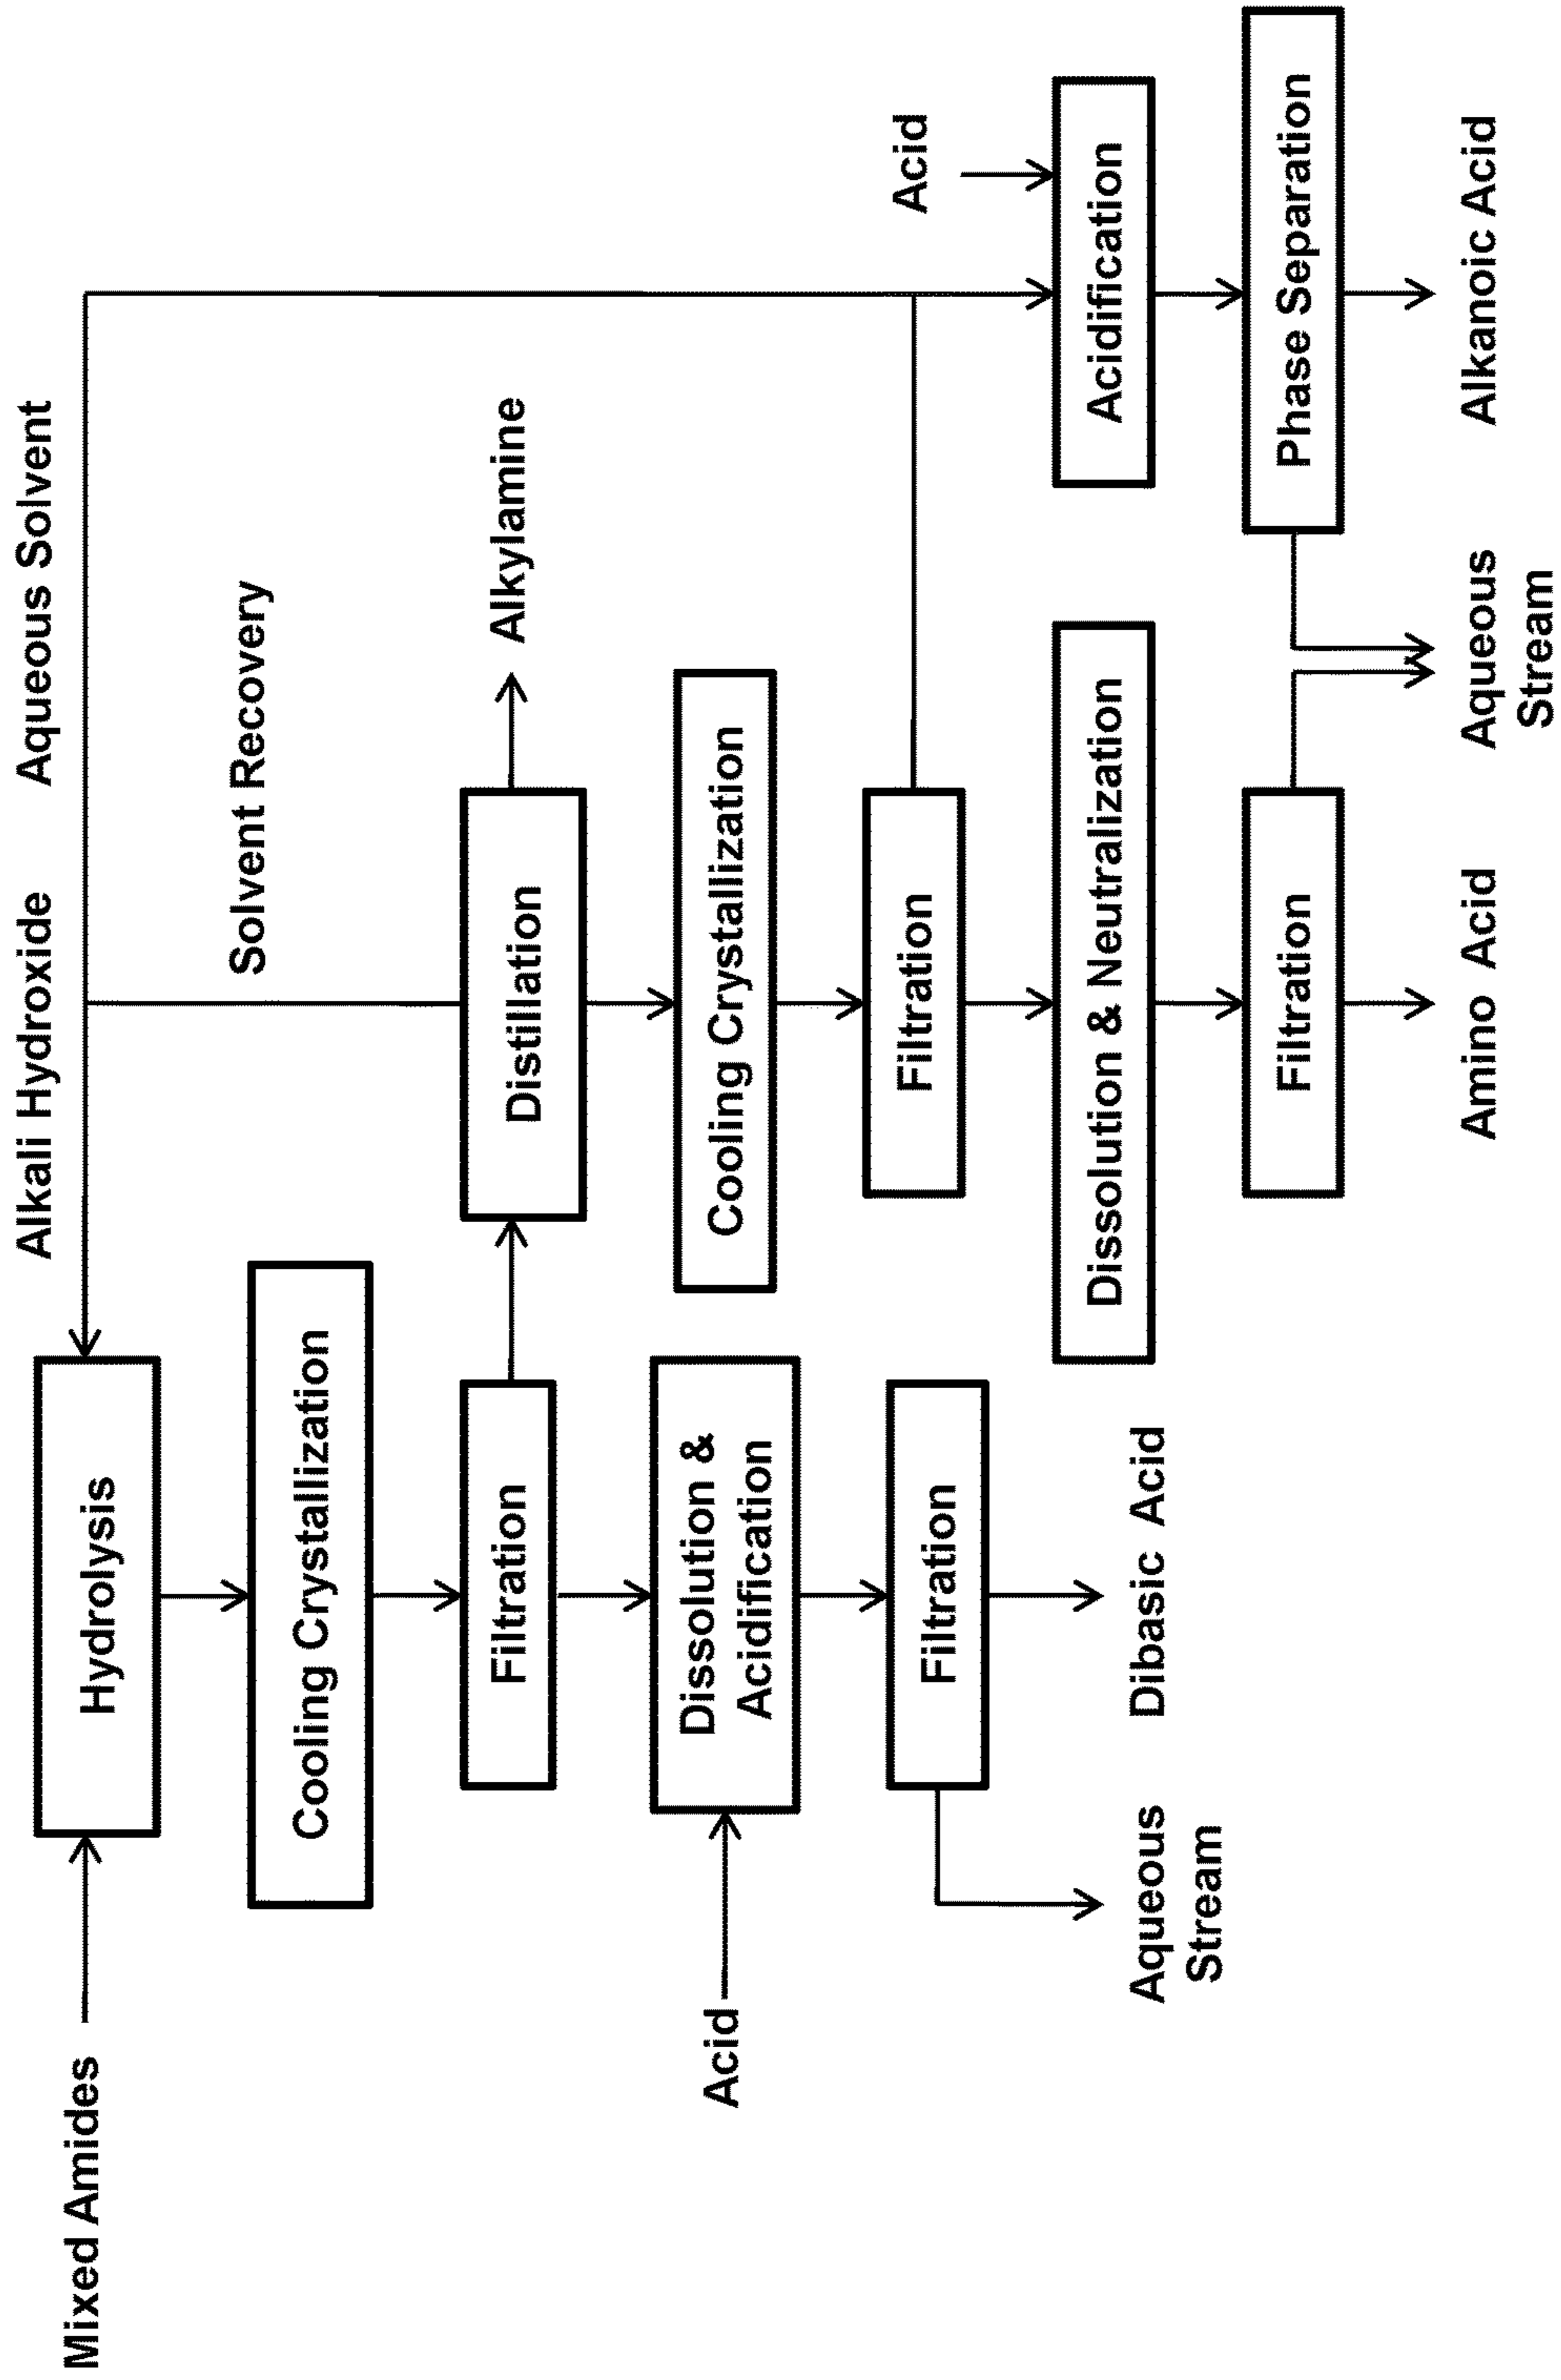 Alkali Hydroxide
Aqueous Solvent
Mixed Amides
Hydrolysis
Solvent Recovery
Cooling Crystallization
Filtration
Distillation
Alkylamine
Acid
Dissolution &
Acidification
Cooling Crystallization
Filtration
Acid
Filtration
Dissolution & Neutralization
Acidification
Aqueous
Stream
Dibasic Acid
Filtration
Phase Separation
Amino Acid
Aqueous
Stream
Alkanoic Acid